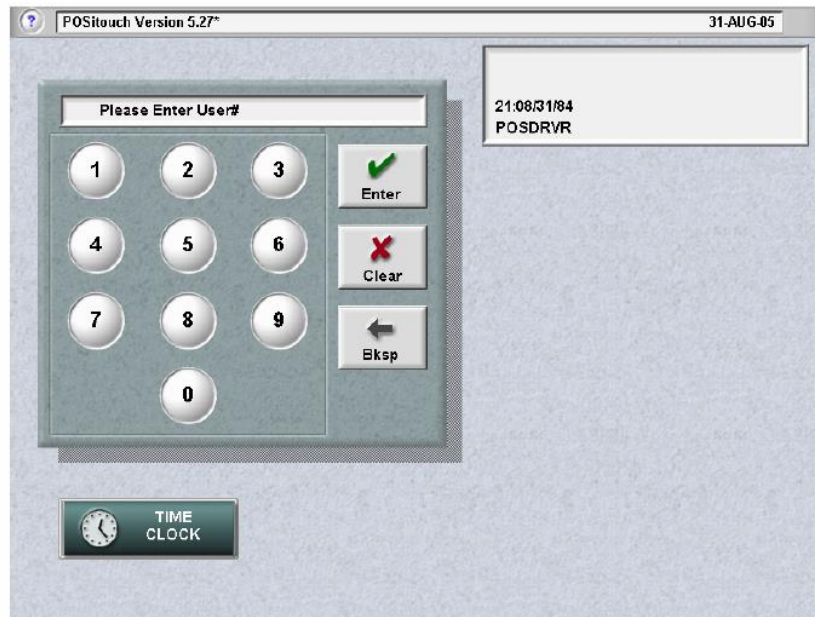 ? POSitouch Version 5.27* 31-AUG-05
Please Enter User#
1 2 3
Enter
4 5 6
Clear
7 8 9
Bksp
0
21:08/31/84
POSDRVR
TIME
CLOCK